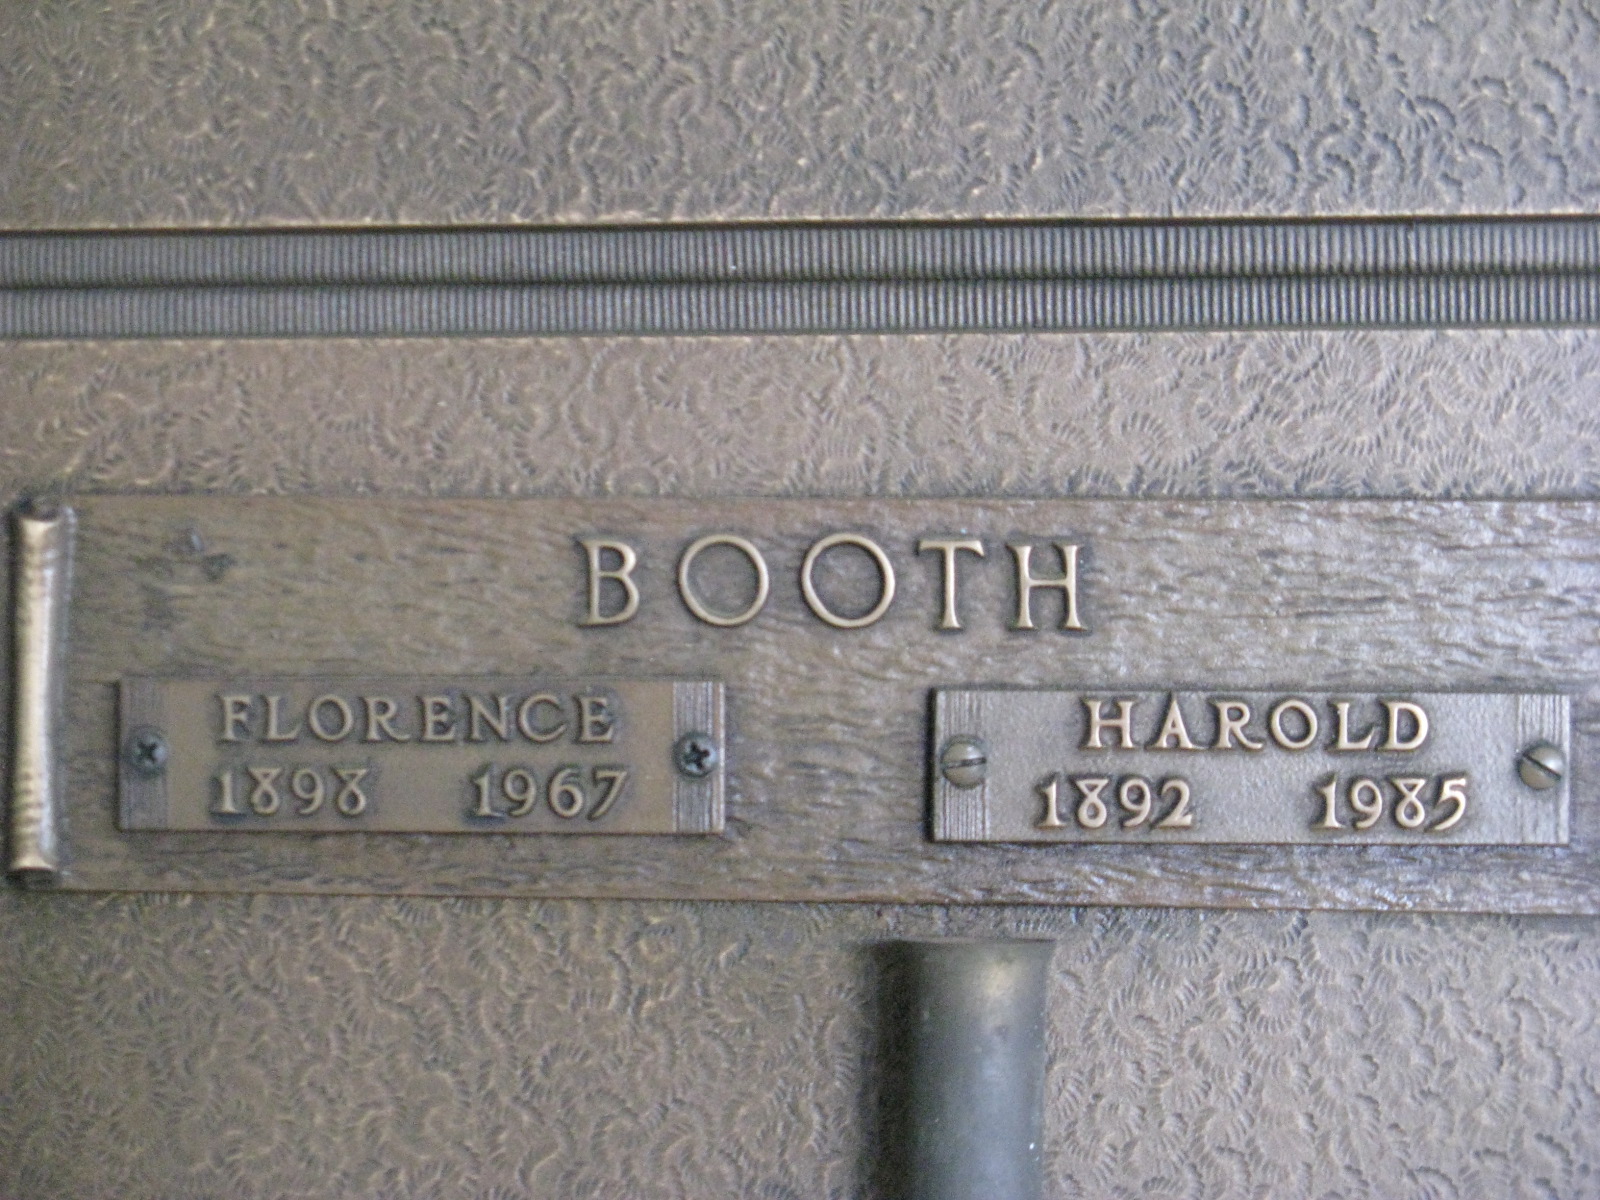 BOOTH
FLORENCE
1898 1967
HAROLD
1892 1985